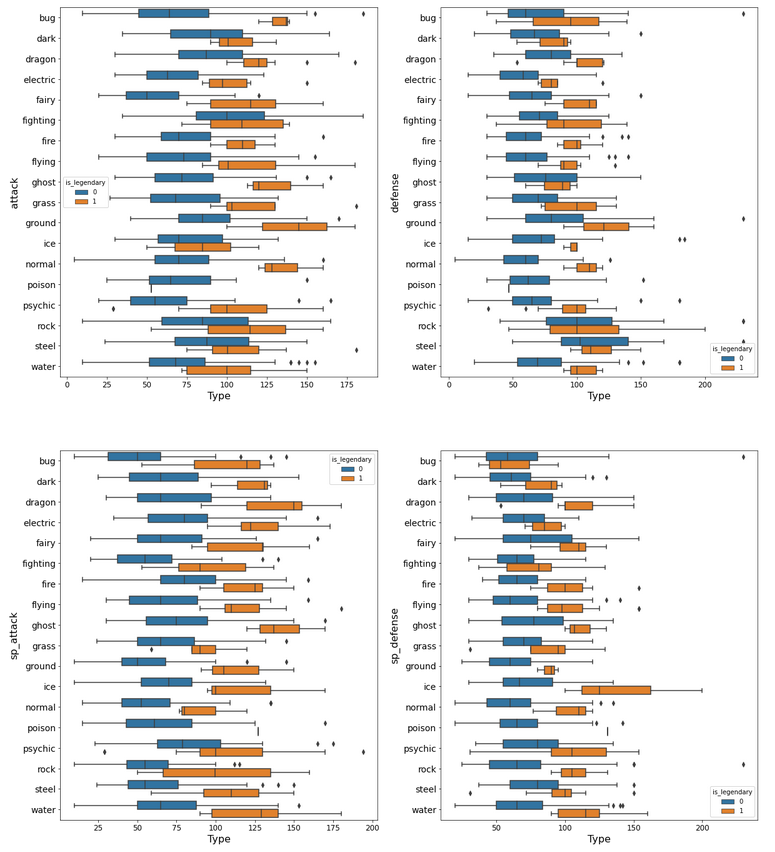 bug
dark
dragon
electric
fairy
fighting
fire
flying
ghost
grass
ground
ice
normal
poison
psychic
rock
steel
water
attack
is_legendary
0
1
0 25 50 75 100 125 150 175
Type
bug
dark
dragon
electric
fairy
fighting
fire
flying
ghost
grass
ground
ice
normal
poison
psychic
rock
steel
water
defense
is_legendary
0
1
0 50 100 150 200
Type
bug
dark
dragon
electric
fairy
fighting
fire
flying
ghost
grass
ground
ice
normal
poison
psychic
rock
steel
water
sp_attack
is_legendary
0
1
25 50 75 100 125 150 175 200
Type
bug
dark
dragon
electric
fairy
fighting
fire
flying
ghost
grass
ground
ice
normal
poison
psychic
rock
steel
water
sp_defense
is_legendary
0
1
50 100 150 200
Type